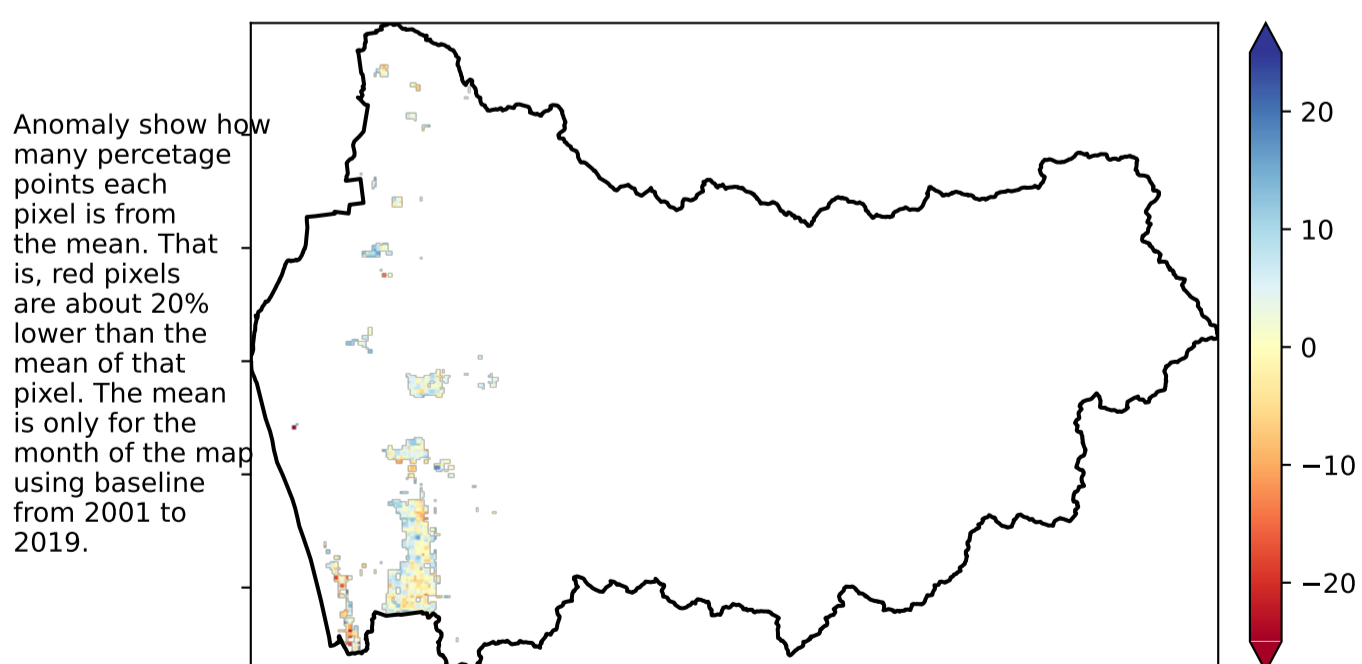 Anomaly show how
many percetage
points each
pixel is from
the mean. That
is, red pixels
are about 20%
lower than the
mean of that
pixel. The mean
is only for the
month of the map
using baseline
from 2001 to
2019.
20
10
0
−10
−20